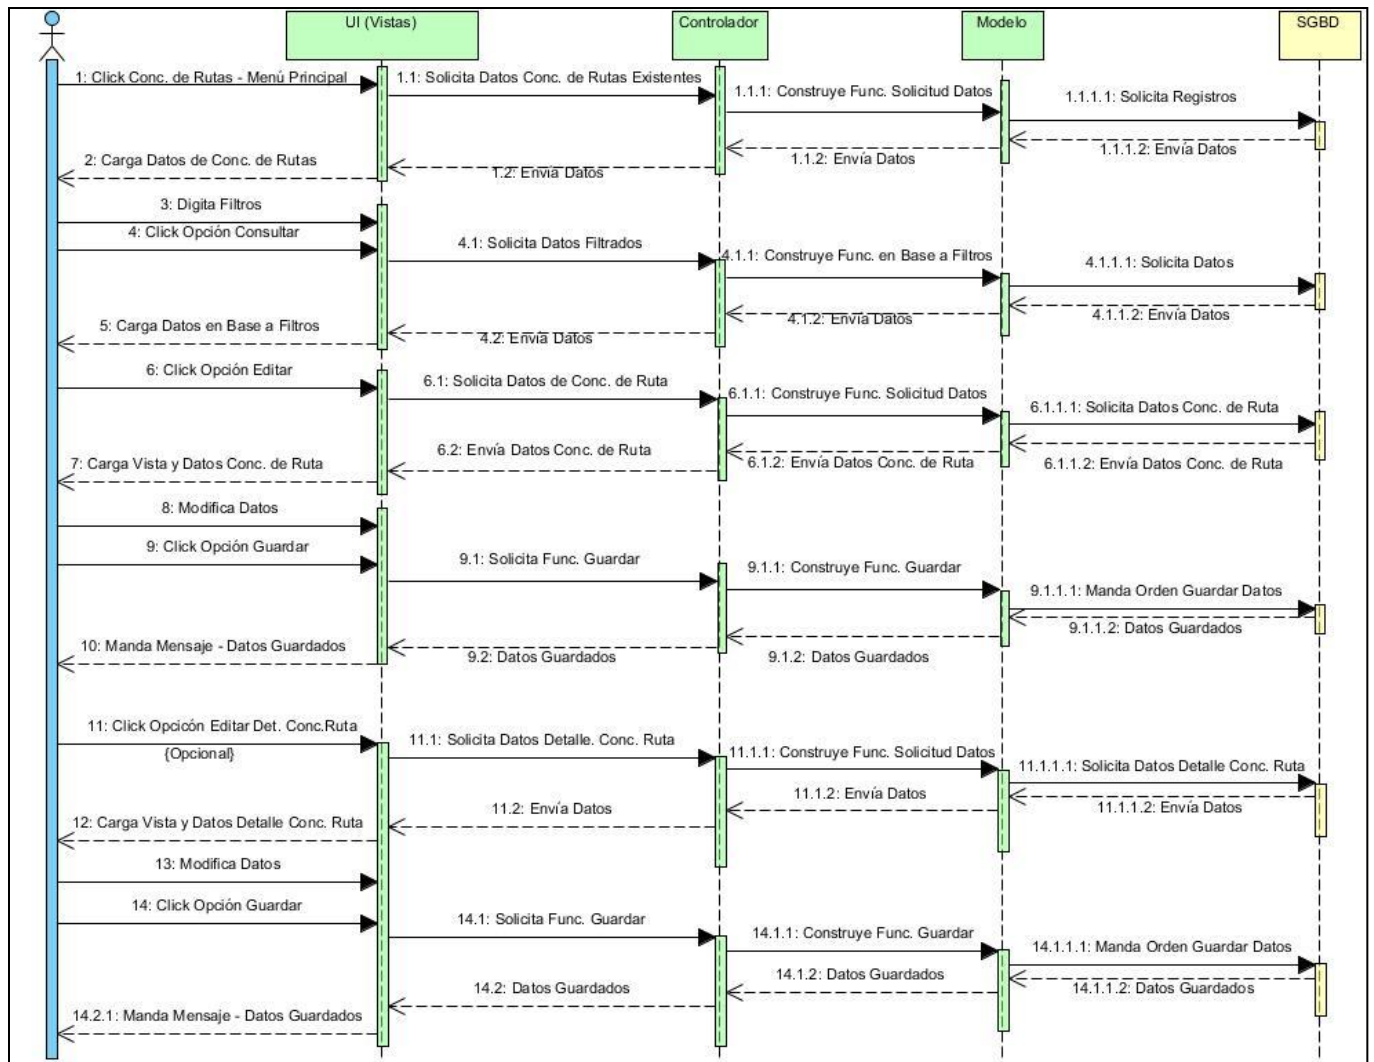 UI (Vistas)
Controlador
Modelo
SGBD
1: Click Conc. de Rutas - Menú Principal
1.1: Solicita Datos Conc. de Rutas Existentes
1.1.1: Construye Func. Solicitud Datos
1.1.1.1: Solicita Registros
1.1.1.2: Envía Datos
1.1.2: Envía Datos
1.2: Envía Datos
2: Carga Datos de Conc. de Rutas
3: Digita Filtros
4: Click Opción Consultar
4.1: Solicita Datos Filtrados
4.1.1: Construye Func. en Base a Filtros
4.1.1.1: Solicita Datos
4.1.1.2: Envía Datos
4.1.2: Envía Datos
4.2: Envía Datos
5: Carga Datos en Base a Filtros
6: Click Opción Editar
6.1: Solicita Datos de Conc. de Ruta
6.1.1: Construye Func. Solicitud Datos
6.1.1.1: Solicita Datos Conc. de Ruta
6.1.1.2: Envía Datos Conc. de Ruta
6.1.2: Envía Datos Conc. de Ruta
6.2: Envía Datos Conc. de Ruta
7: Carga Vista y Datos Conc. de Ruta
8: Modifica Datos
9: Click Opción Guardar
9.1: Solicita Func. Guardar
9.1.1: Construye Func. Guardar
9.1.1.1: Manda Orden Guardar Datos
9.1.1.2: Datos Guardados
9.1.2: Datos Guardados
9.2: Datos Guardados
10: Manda Mensaje - Datos Guardados
11: Click Opcicón Editar Det. Conc.Ruta
{Opcional}
11.1: Solicita Datos Detalle. Conc. Ruta
11.1.1: Construye Func. Solicitud Datos
11.1.1.1: Solicita Datos Detalle Conc. Ruta
11.1.1.2: Envía Datos
11.1.2: Envía Datos
11.2: Envía Datos
12: Carga Vista y Datos Detalle Conc. Ruta
13: Modifica Datos
14: Click Opción Guardar
14.1: Solicita Func. Guardar
14.1.1: Construye Func. Guardar
14.1.1.1: Manda Orden Guardar Datos
14.1.1.2: Datos Guardados
14.1.2: Datos Guardados
14.2: Datos Guardados
14.2.1: Manda Mensaje - Datos Guardados